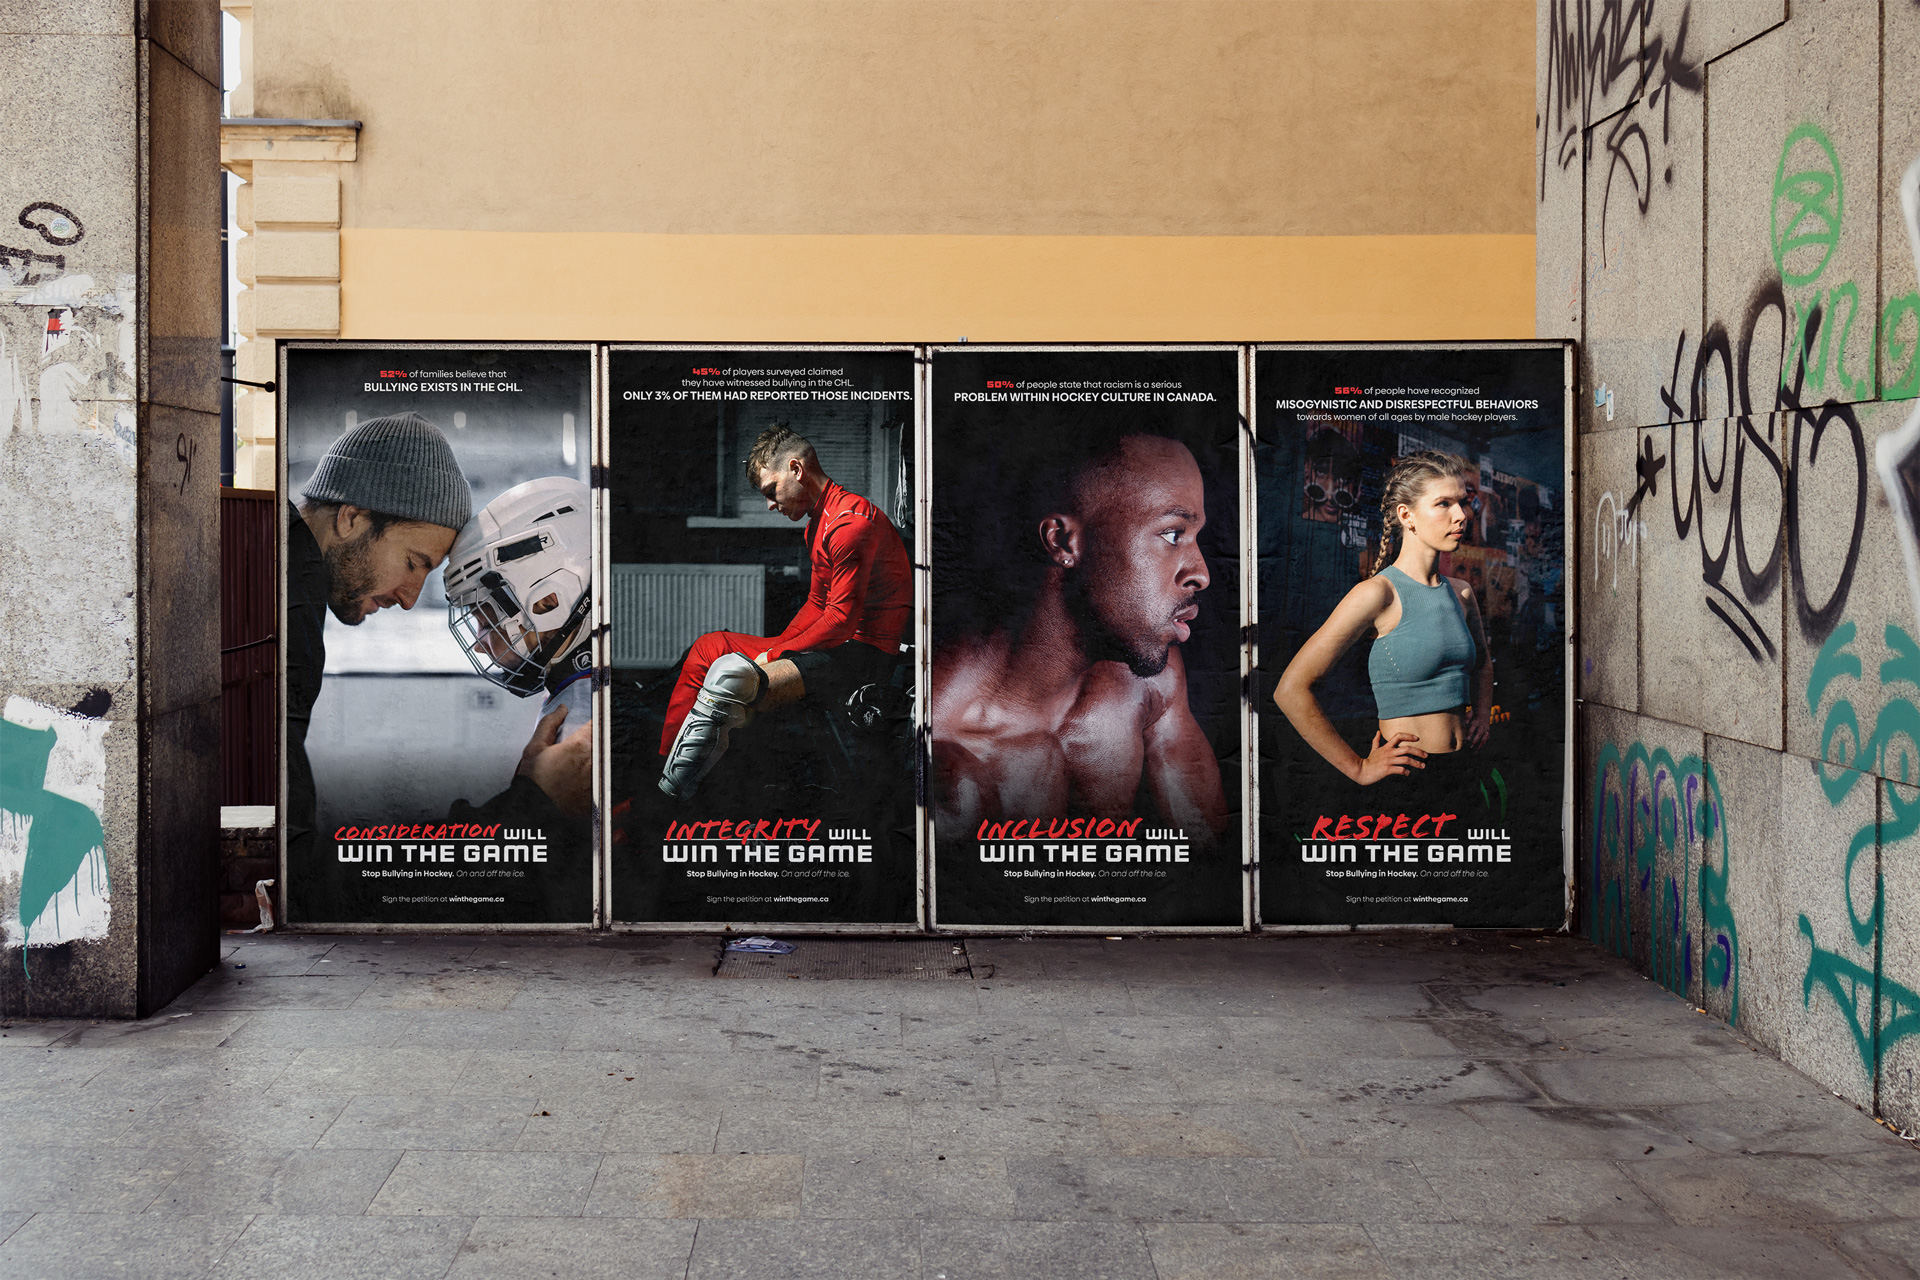 52% of families believe that
BULLYING EXISTS IN THE CHL.
CONSIDERATION WILL
WIN THE GAME
Stop Bullying in Hockey. On and off the ice.
Sign the petition at winthegame.ca
45% of players surveyed claimed
they have witnessed bullying in the CHL.
ONLY 3% OF THEM HAD REPORTED THOSE INCIDENTS.
INTEGRITY WILL
WIN THE GAME
Stop Bullying in Hockey. On and off the ice.
Sign the petition at winthegame.ca
50% of people state that racism is a serious
PROBLEM WITHIN HOCKEY CULTURE IN CANADA.
INCLUSION WILL
WIN THE GAME
Stop Bullying in Hockey. On and off the ice.
Sign the petition at winthegame.ca
56% of people have recognized
MISOGYNISTIC AND DISRESPECTFUL BEHAVIORS
towards women of all ages by male hockey players.
RESPECT WILL
WIN THE GAME
Stop Bullying in Hockey. On and off the ice.
Sign the petition at winthegame.ca